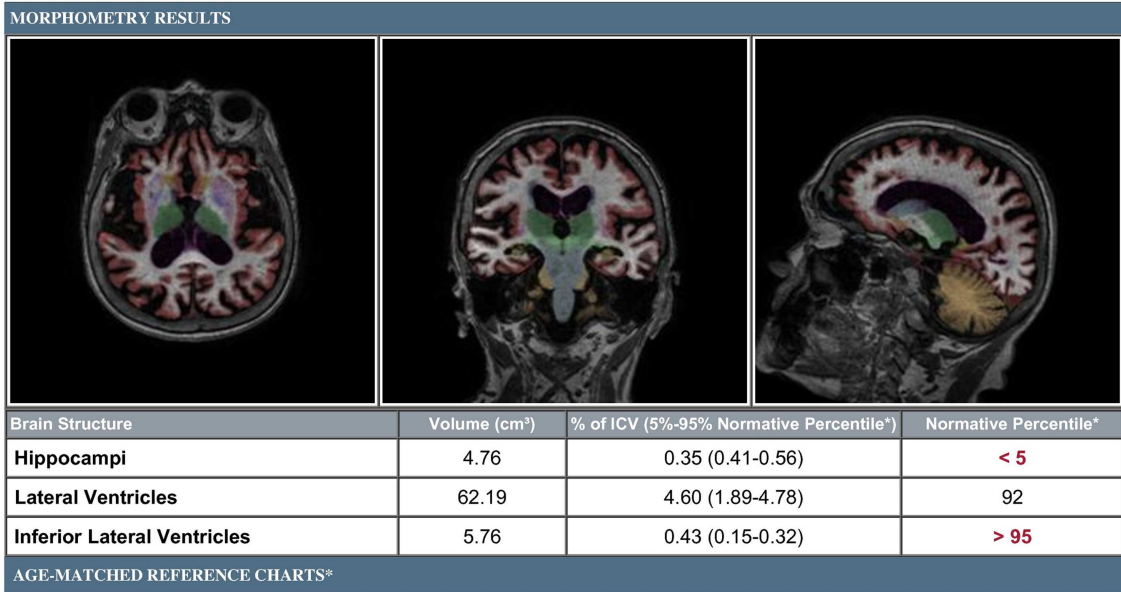 MORPHOMETRY RESULTS
Brain Structure Volume (cm³) % of ICV (5%-95% Normative Percentile*) Normative Percentile*
Hippocampi 4.76 0.35 (0.41-0.56) < 5
Lateral Ventricles 62.19 4.60 (1.89-4.78) 92
Inferior Lateral Ventricles 5.76 0.43 (0.15-0.32) > 95
AGE-MATCHED REFERENCE CHARTS*